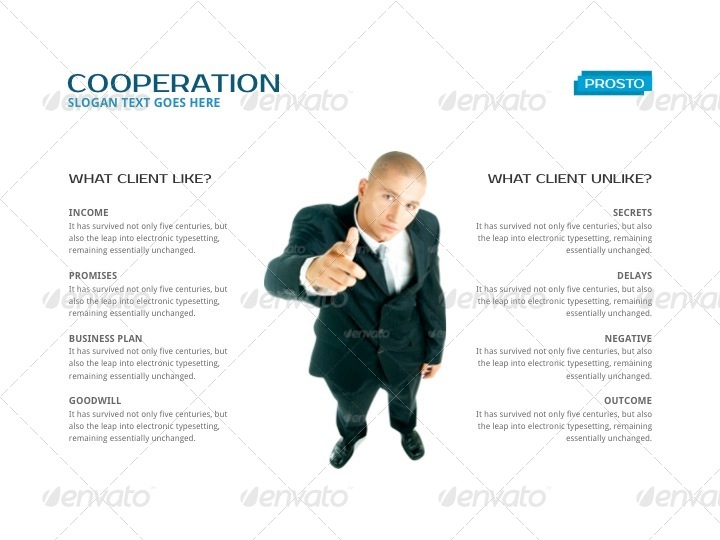 COOPERATION
SLOGAN TEXT GOES HERE
PROSTO
WHAT CLIENT LIKE?
INCOME
It has survived not only five centuries, but
also the leap into electronic typesetting,
remaining essentially unchanged.
PROMISES
It has survived not only five centuries, but
also the leap into electronic typesetting,
remaining essentially unchanged.
BUSINESS PLAN
It has survived not only five centuries, but
also the leap into electronic typesetting,
remaining essentially unchanged.
GOODWILL
It has survived not only five centuries, but
also the leap into electronic typesetting,
remaining essentially unchanged.
WHAT CLIENT UNLIKE?
SECRETS
It has survived not only five centuries, but also
the leap into electronic typesetting, remaining
essentially unchanged.
DELAYS
It has survived not only five centuries, but also
the leap into electronic typesetting, remaining
essentially unchanged.
NEGATIVE
It has survived not only five centuries, but also
the leap into electronic typesetting, remaining
essentially unchanged.
OUTCOME
It has survived not only five centuries, but also
the leap into electronic typesetting, remaining
essentially unchanged.
envato
envato
envato
envato
envato
envato
envato
envato
envato
envato
envato
envato